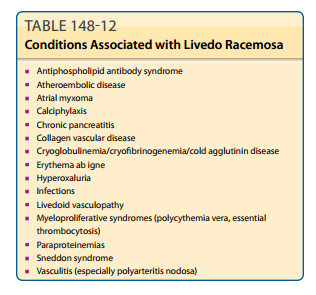 TABLE 148-12
Conditions Associated with Livedo Racemosa
Antiphospholipid antibody syndrome
Atheroembolic disease
Atrial myxoma
Calciphylaxis
Chronic pancreatitis
Collagen vascular disease
Cryoglobulinemia/cryofibrinogenemia/cold agglutinin disease
Erythema ab igne
Hyperoxaluria
Infections
Livedoid vasculopathy
Myeloproliferative syndromes (polycythemia vera, essential
thrombocytosis)
Paraproteinemias
Sneddon syndrome
Vasculitis (especially polyarteritis nodosa)